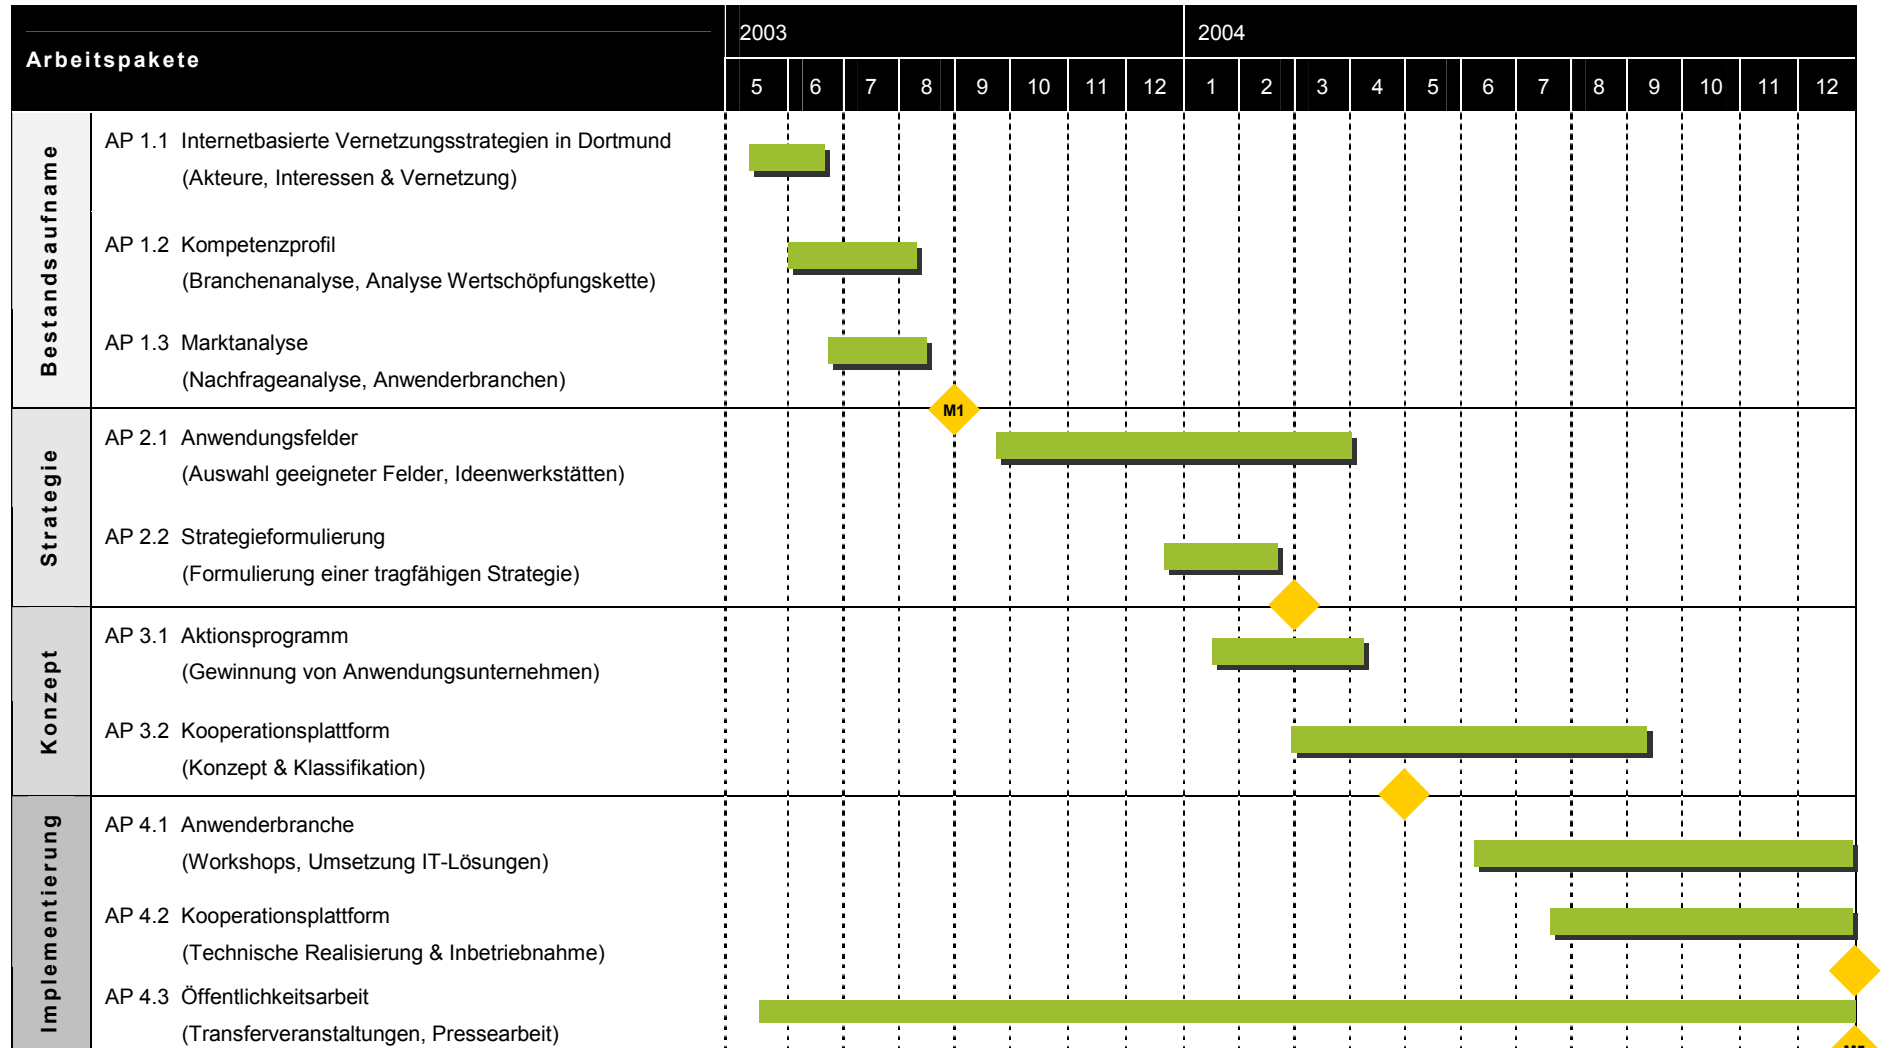 2003 2004
Arbeitspakete
5 6 7 8 9 10 11 12 1 2 3 4 5 6 7 8 9 10 11 12
Bestandsaufname
AP 1.1 Internetbasierte Vernetzungsstrategien in Dortmund
(Akteure, Interessen & Vernetzung)
AP 1.2 Kompetenzprofil
(Branchenanalyse, Analyse Wertschöpfungskette)
AP 1.3 Marktanalyse
(Nachfrageanalyse, Anwenderbranchen)
M1
Strategie
AP 2.1 Anwendungsfelder
(Auswahl geeigneter Felder, Ideenwerkstätten)
AP 2.2 Strategieformulierung
(Formulierung einer tragfähigen Strategie)
Konzept
AP 3.1 Aktionsprogramm
(Gewinnung von Anwendungsunternehmen)
AP 3.2 Kooperationsplattform
(Konzept & Klassifikation)
Implementierung
AP 4.1 Anwenderbranche
(Workshops, Umsetzung IT-Lösungen)
AP 4.2 Kooperationsplattform
(Technische Realisierung & Inbetriebnahme)
AP 4.3 Öffentlichkeitsarbeit
(Transferveranstaltungen, Pressearbeit)